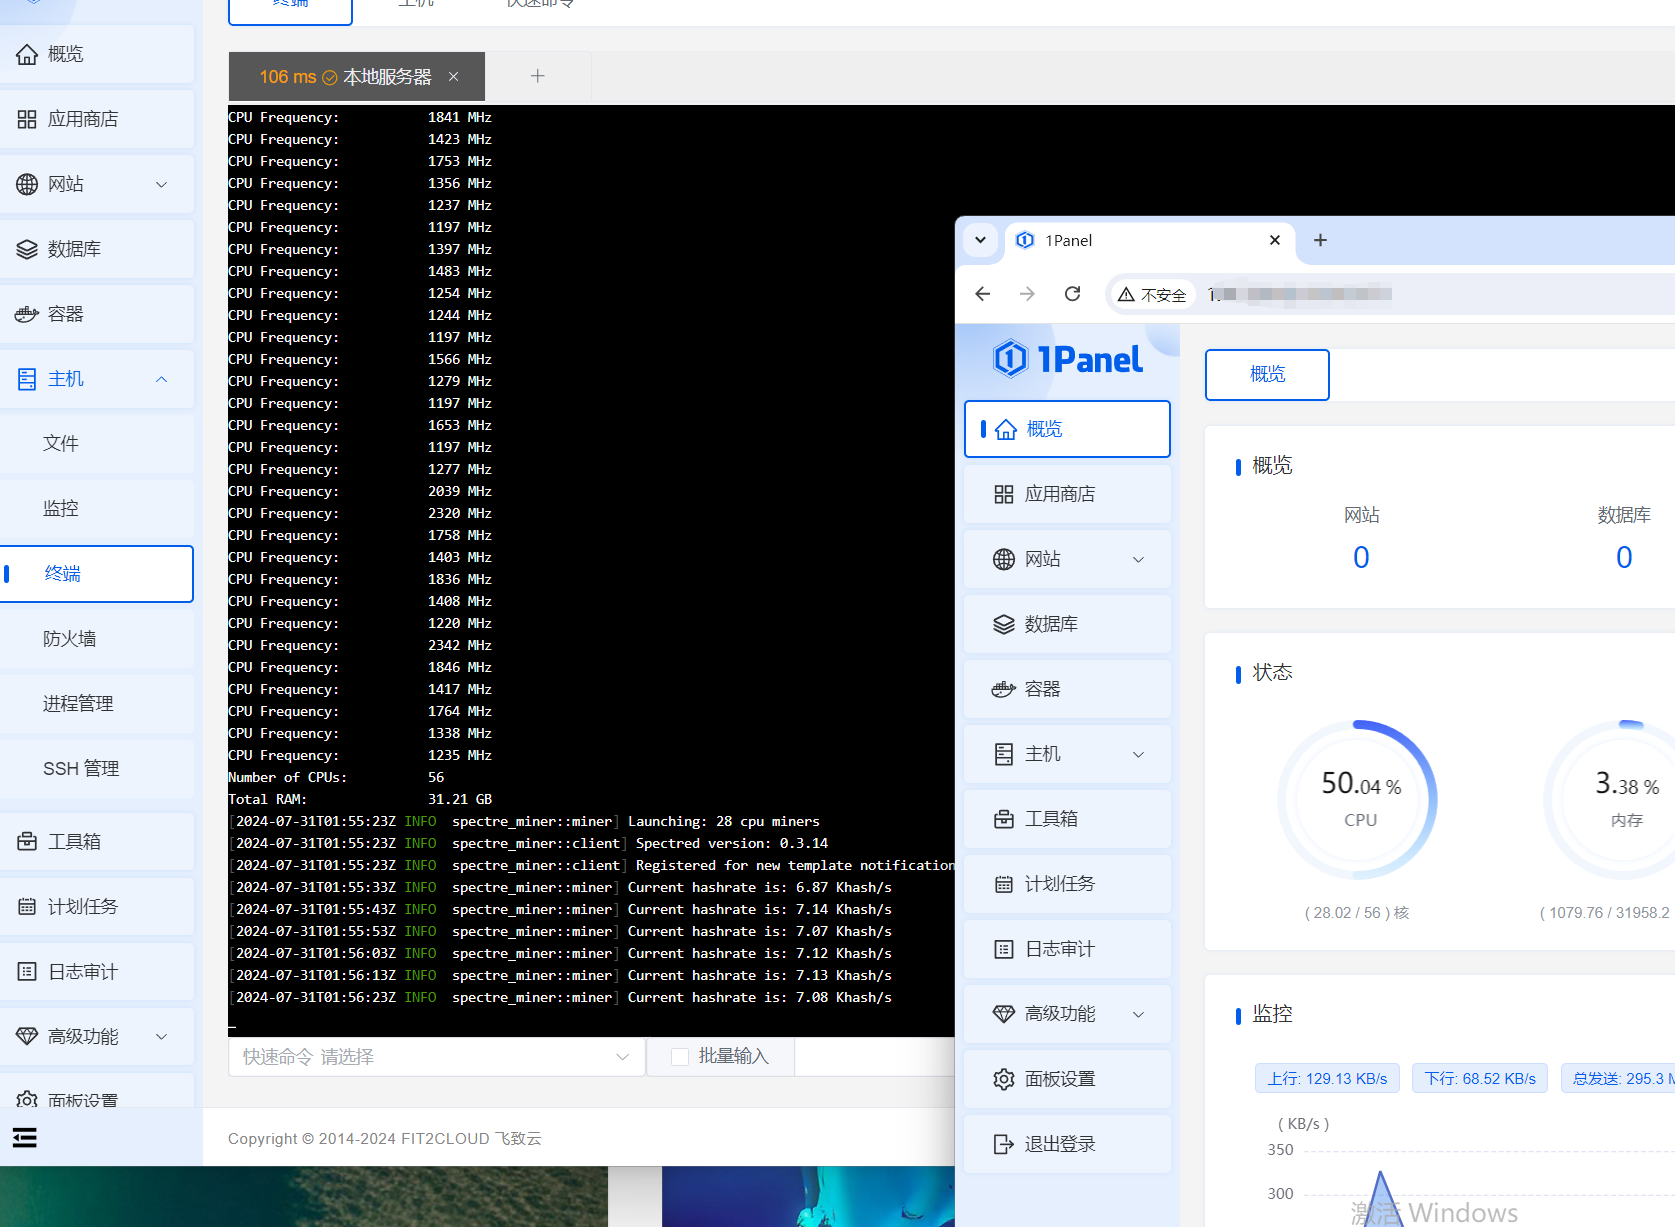 终端 主机 快速命令
概览
应用商店
网站
数据库
容器
主机
文件
监控
终端
防火墙
进程管理
SSH 管理
工具箱
计划任务
日志审计
高级功能
面板设置
106 ms 本地服务器
CPU Frequency: 1841 MHz
CPU Frequency: 1423 MHz
CPU Frequency: 1753 MHz
CPU Frequency: 1356 MHz
CPU Frequency: 1237 MHz
CPU Frequency: 1197 MHz
CPU Frequency: 1397 MHz
CPU Frequency: 1483 MHz
CPU Frequency: 1254 MHz
CPU Frequency: 1244 MHz
CPU Frequency: 1197 MHz
CPU Frequency: 1566 MHz
CPU Frequency: 1279 MHz
CPU Frequency: 1197 MHz
CPU Frequency: 1653 MHz
CPU Frequency: 1197 MHz
CPU Frequency: 1277 MHz
CPU Frequency: 2039 MHz
CPU Frequency: 2320 MHz
CPU Frequency: 1758 MHz
CPU Frequency: 1403 MHz
CPU Frequency: 1836 MHz
CPU Frequency: 1408 MHz
CPU Frequency: 1220 MHz
CPU Frequency: 2342 MHz
CPU Frequency: 1846 MHz
CPU Frequency: 1417 MHz
CPU Frequency: 1764 MHz
CPU Frequency: 1338 MHz
CPU Frequency: 1235 MHz
Number of CPUs: 56
Total RAM: 31.21 GB
[2024-07-31T01:55:23Z INFO spectre_miner::miner] Launching: 28 cpu miners
[2024-07-31T01:55:23Z INFO spectre_miner::client] Spectred version: 0.3.14
[2024-07-31T01:55:23Z INFO spectre_miner::client] Registered for new template notification
[2024-07-31T01:55:33Z INFO spectre_miner::miner] Current hashrate is: 6.87 Khash/s
[2024-07-31T01:55:43Z INFO spectre_miner::miner] Current hashrate is: 7.14 Khash/s
[2024-07-31T01:55:53Z INFO spectre_miner::miner] Current hashrate is: 7.07 Khash/s
[2024-07-31T01:56:03Z INFO spectre_miner::miner] Current hashrate is: 7.12 Khash/s
[2024-07-31T01:56:13Z INFO spectre_miner::miner] Current hashrate is: 7.13 Khash/s
[2024-07-31T01:56:23Z INFO spectre_miner::miner] Current hashrate is: 7.08 Khash/s
快速命令 请选择 批量输入
Copyright © 2014-2024 FIT2CLOUD 飞致云
1Panel
不安全
1Panel
概览
应用商店
网站
数据库
容器
主机
工具箱
计划任务
日志审计
高级功能
面板设置
退出登录
概览
概览
网站 数据库
0 0
状态
50.04 % 3.38 %
CPU 内存
( 28.02 / 56 ) 核 ( 1079.76 / 31958.2
监控
上行: 129.13 KB/s 下行: 68.52 KB/s 总发送: 295.3 M
( KB/s )
350
300
激活 Windows